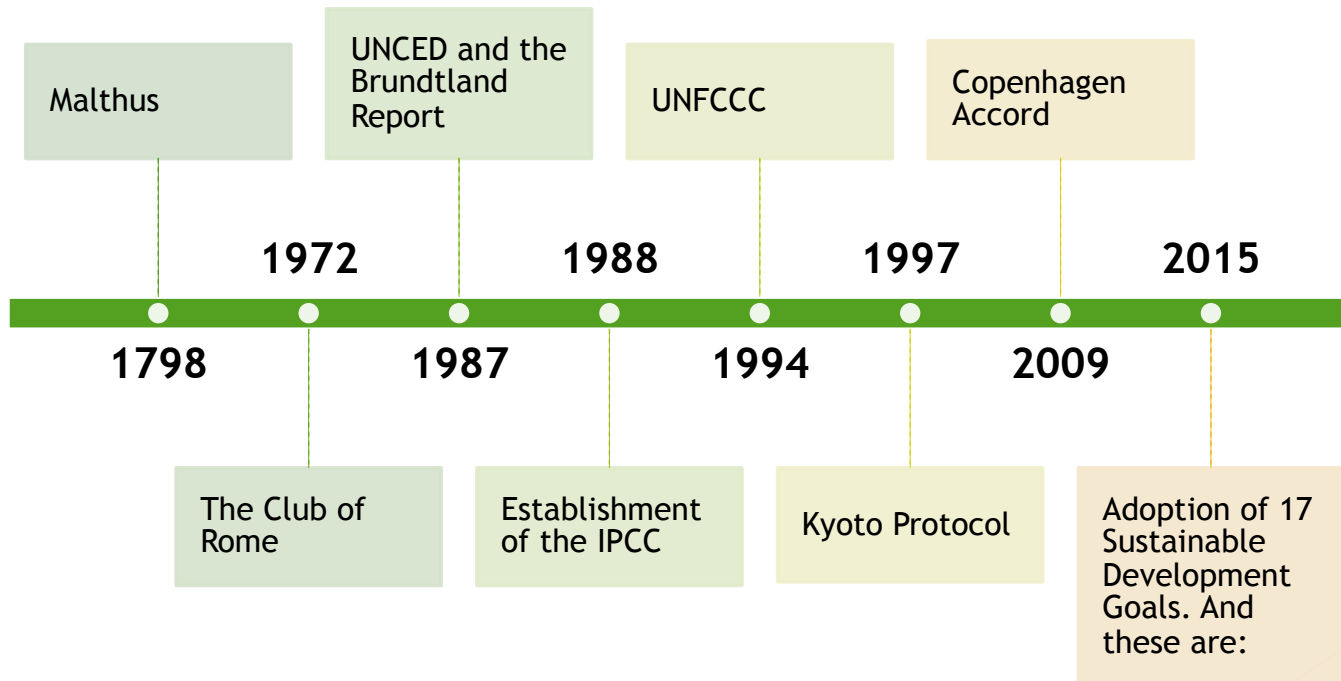 Malthus
UNCED and the
Brundtland
Report
UNFCCC
Copenhagen
Accord
1972
1988
1997
2015
1798
1987
1994
2009
The Club of
Rome
Establishment
of the IPCC
Kyoto Protocol
Adoption of 17
Sustainable
Development
Goals. And
these are: